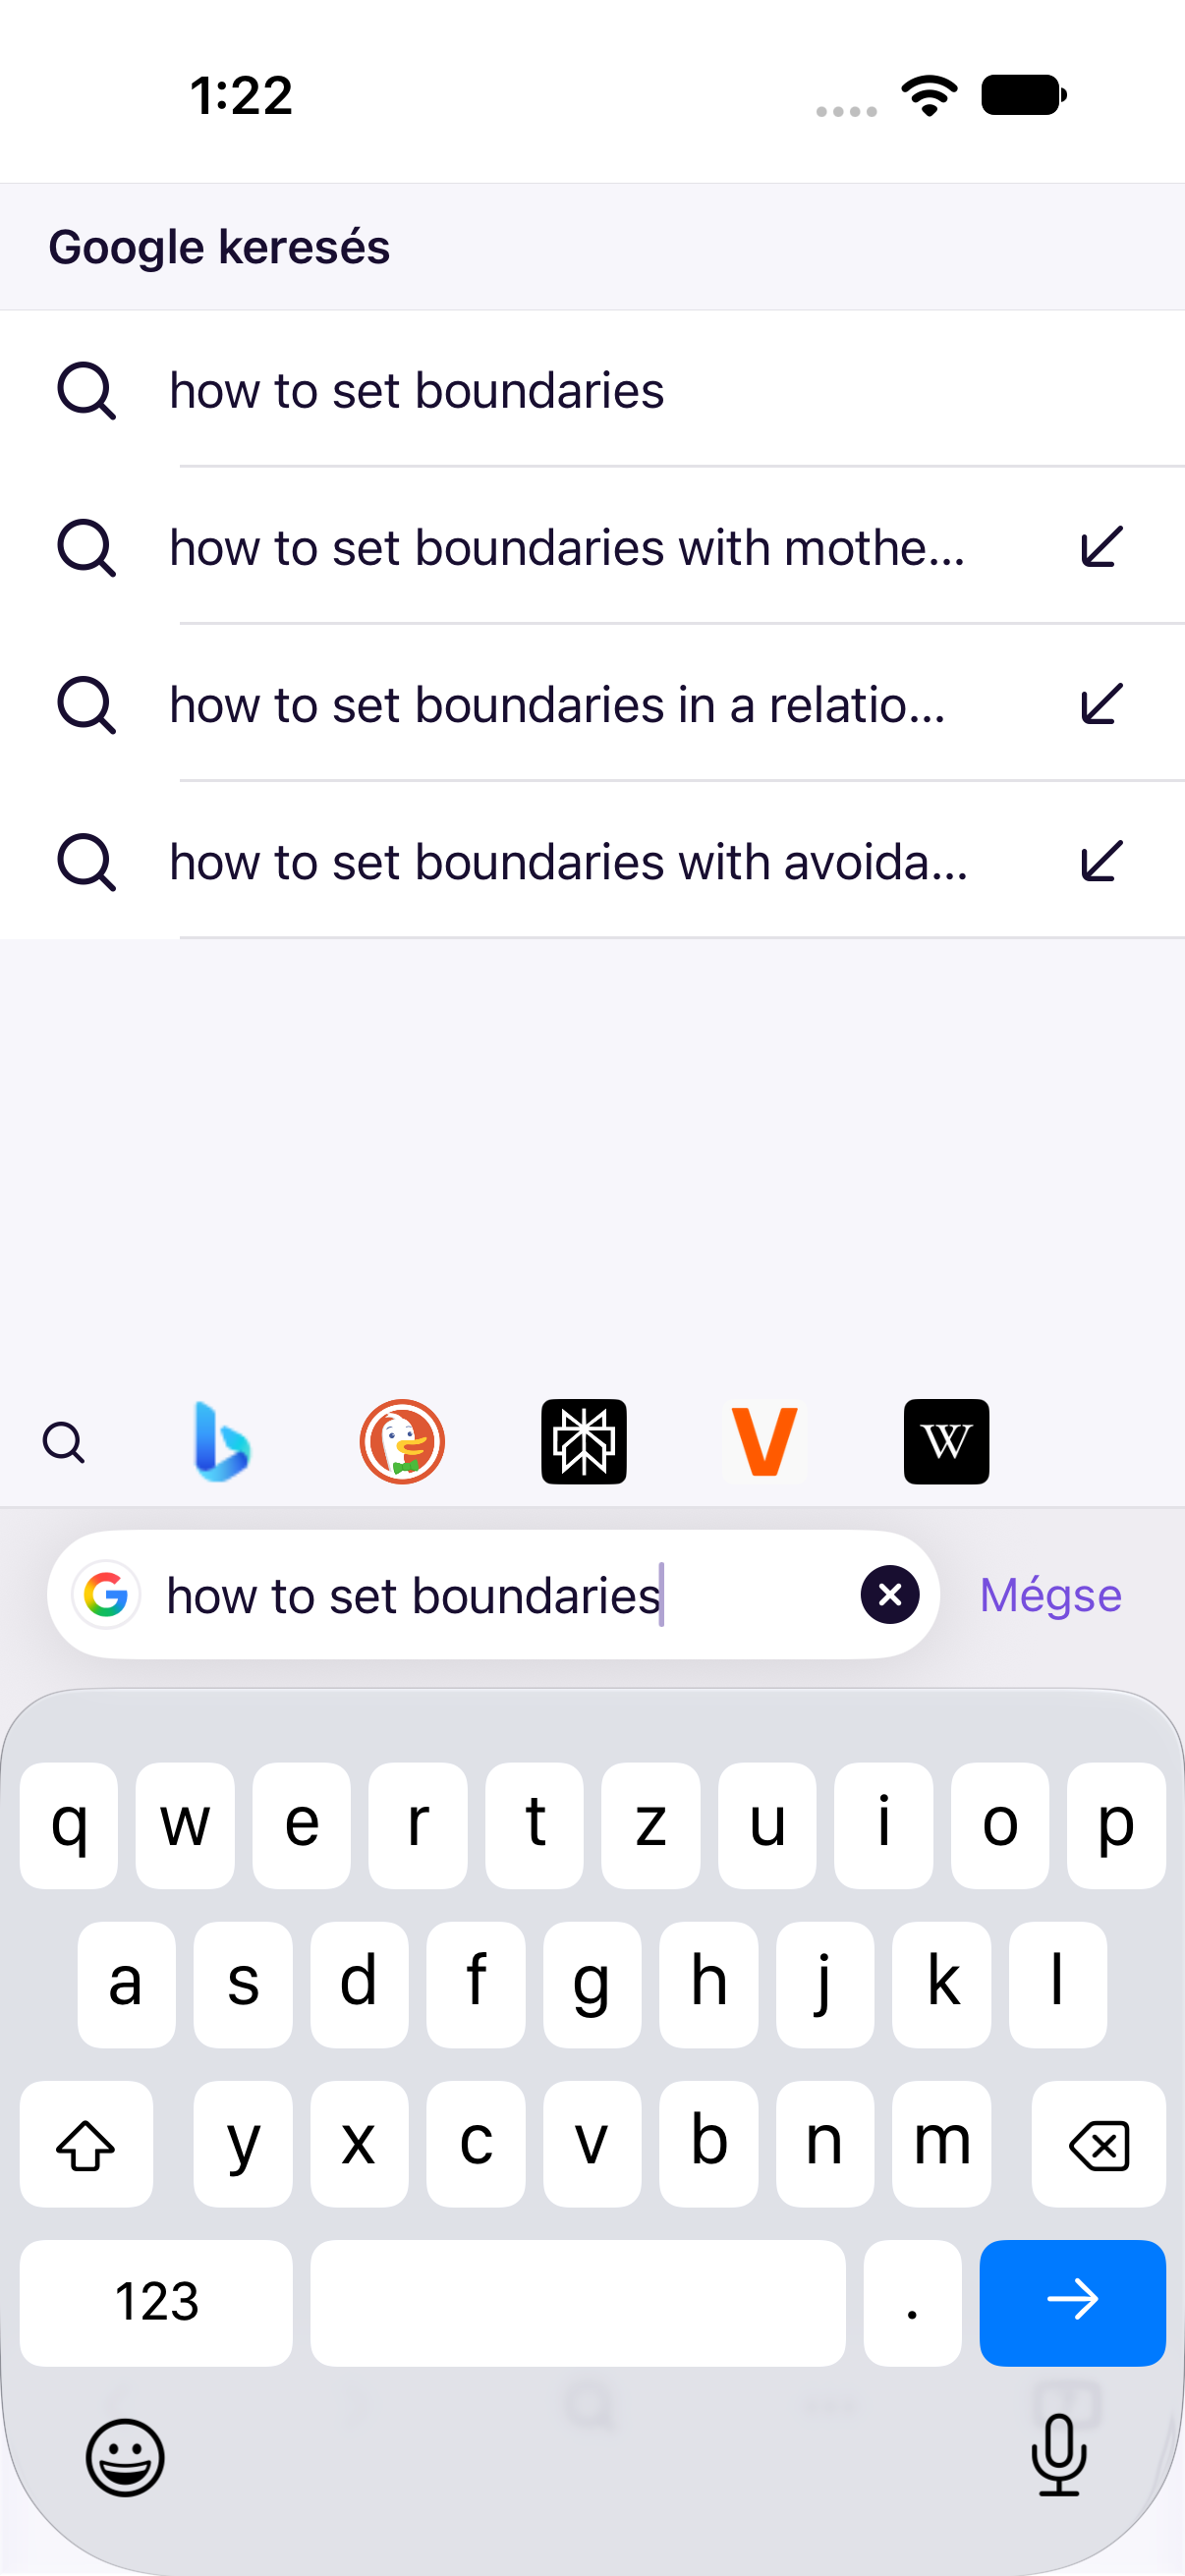 1:22
Google keresés
how to set boundaries
how to set boundaries with mothe...
how to set boundaries in a relatio...
how to set boundaries with avoida...
how to set boundaries
Mégse
q w e r t z u i o p
a s d f g h j k l
y x c v b n m
123 .